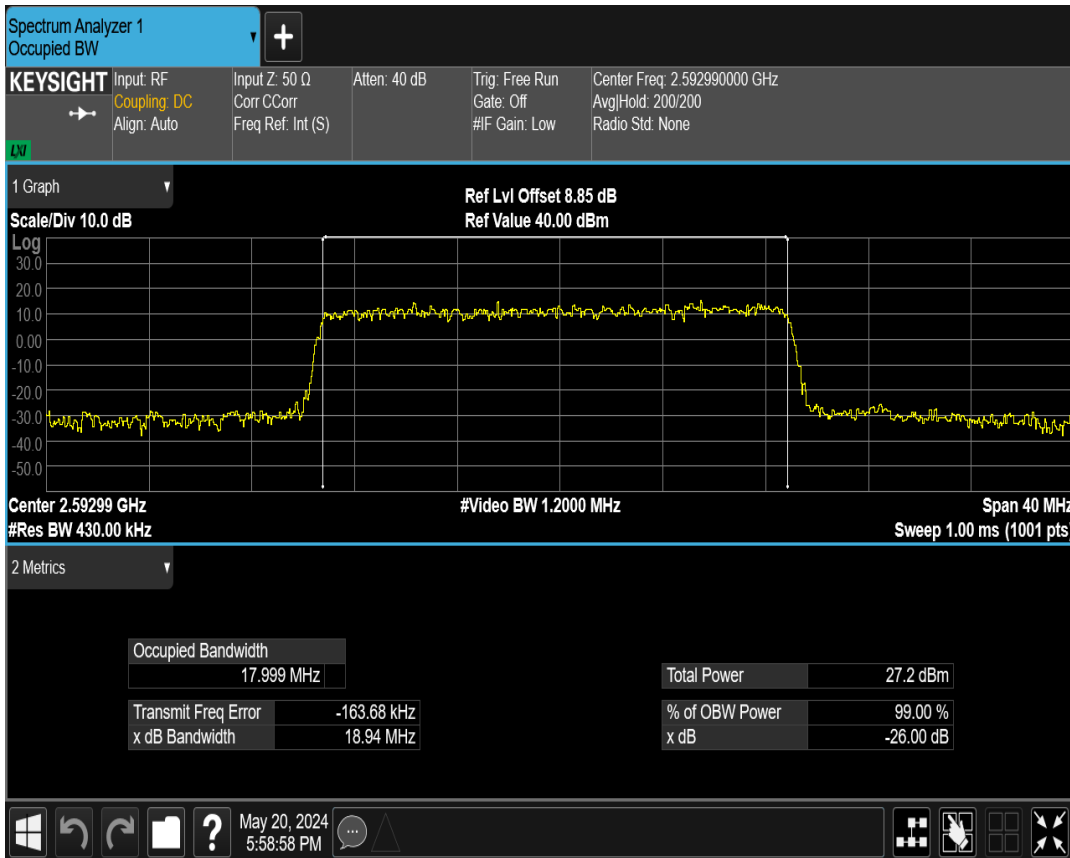 Spectrum Analyzer 1
Occupied BW
+
KEYSIGHT
Input: RF
Coupling: DC
Align: Auto
Input Z: 50 Ω
Corr CCorr
Freq Ref: Int (S)
Atten: 40 dB
Trig: Free Run
Gate: Off
#IF Gain: Low
Center Freq: 2.592990000 GHz
Avg|Hold: 200/200
Radio Std: None
LXI
1 Graph
Scale/Div 10.0 dB
Ref Lvl Offset 8.85 dB
Ref Value 40.00 dBm
Log
30.0
20.0
10.0
0.00
-10.0
-20.0
-30.0
-40.0
-50.0
Center 2.59299 GHz
#Video BW 1.2000 MHz
Span 40 MHz
#Res BW 430.00 kHz
Sweep 1.00 ms (1001 pts)
2 Metrics
Occupied Bandwidth
17.999 MHz
Transmit Freq Error -163.68 kHz
x dB Bandwidth 18.94 MHz
Total Power 27.2 dBm
% of OBW Power 99.00 %
x dB -26.00 dB
?
May 20, 2024
5:58:58 PM